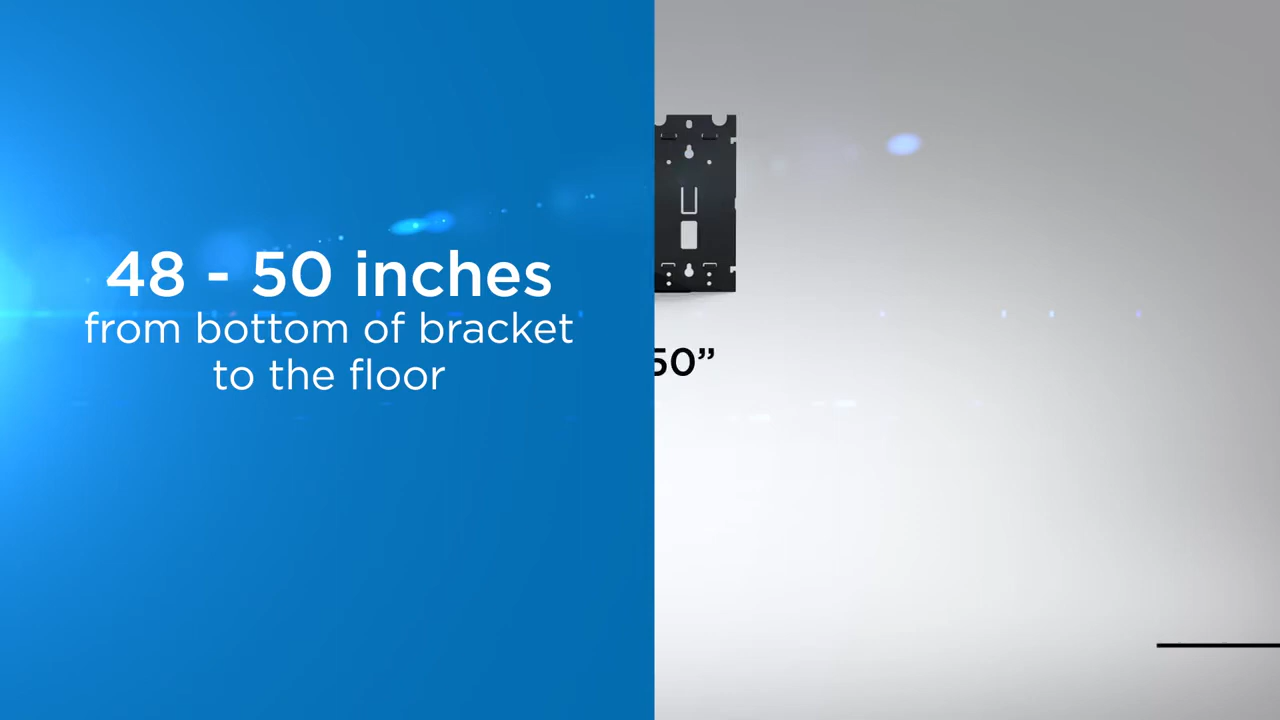 48 - 50 inches
from bottom of bracket
to the floor
50”